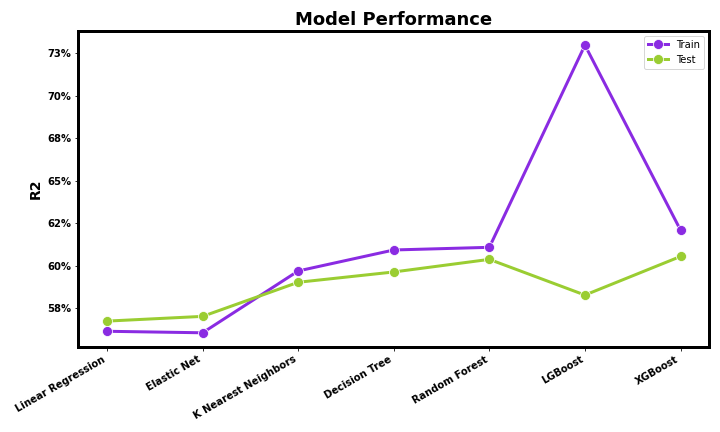 Model Performance
Train
Test
73%
70%
68%
65%
62%
60%
58%
R2
Linear Regression
Elastic Net
K Nearest Neighbors
Decision Tree
Random Forest
LGBoost
XGBoost